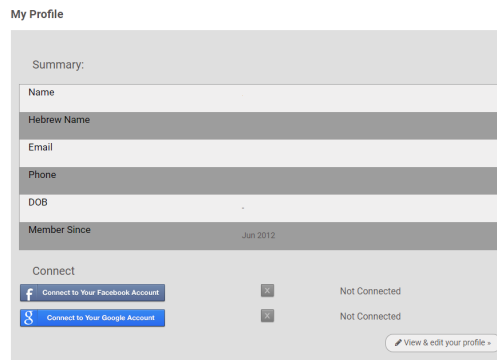 My Profile
Summary:
Name
Hebrew Name
Email
Phone
DOB
-
Member Since
Jun 2012
Connect
f Connect to Your Facebook Account X Not Connected
g Connect to Your Google Account X Not Connected
View & edit your profile »